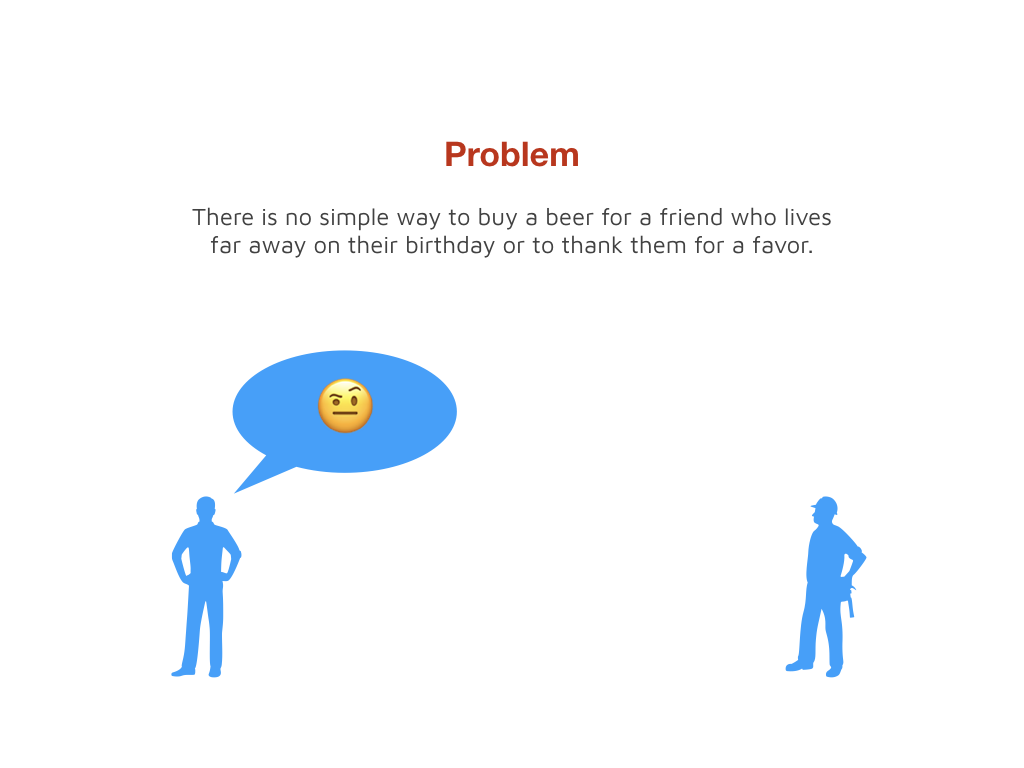 Problem
There is no simple way to buy a beer for a friend who lives
far away on their birthday or to thank them for a favor.